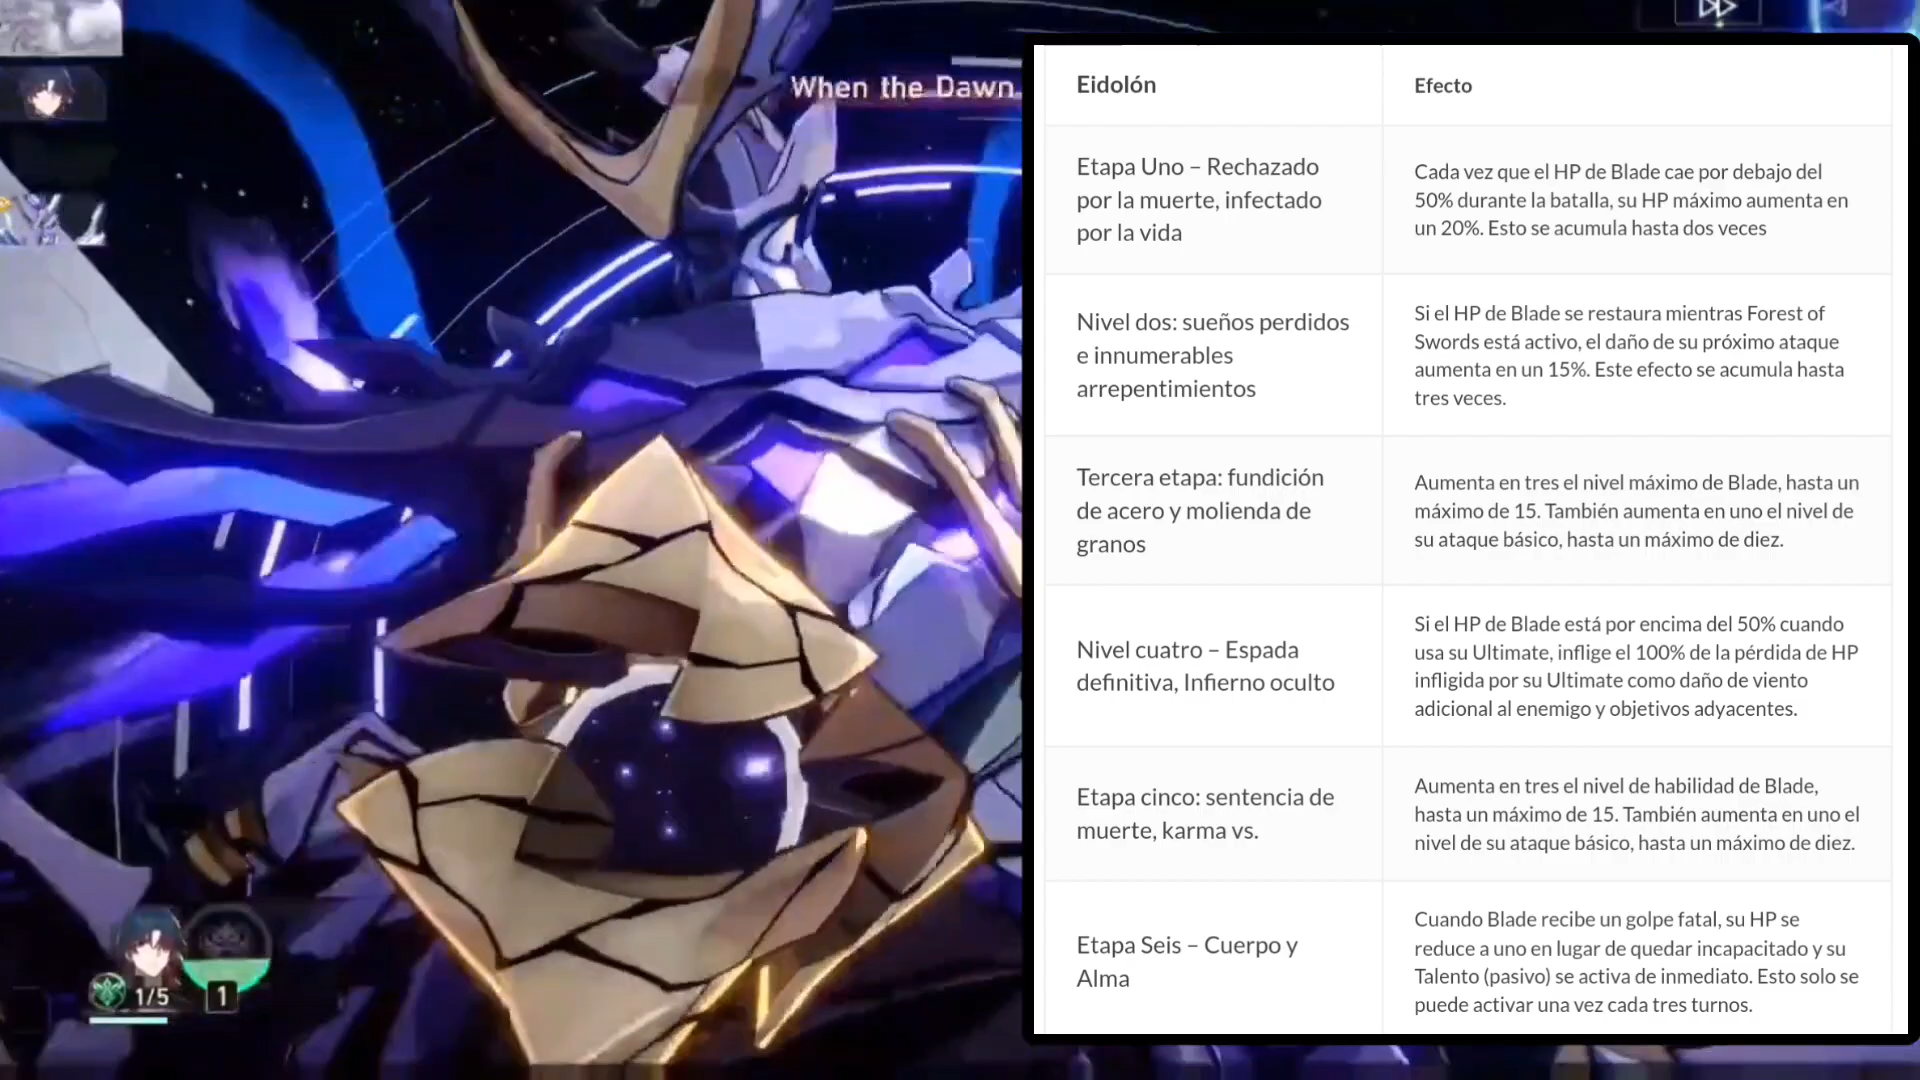 When the Dawn
Eidolón
Efecto
Etapa Uno – Rechazado
por la muerte, infectado
por la vida
Cada vez que el HP de Blade cae por debajo del
50% durante la batalla, su HP máximo aumenta en
un 20%. Esto se acumula hasta dos veces
Nivel dos: sueños perdidos
e innumerables
arrepentimientos
Si el HP de Blade se restaura mientras Forest of
Swords está activo, el daño de su próximo ataque
aumenta en un 15%. Este efecto se acumula hasta
tres veces.
Tercera etapa: fundición
de acero y molienda de
granos
Aumenta en tres el nivel máximo de Blade, hasta un
máximo de 15. También aumenta en uno el nivel de
su ataque básico, hasta un máximo de diez.
Nivel cuatro – Espada
definitiva, Infierno oculto
Si el HP de Blade está por encima del 50% cuando
usa su Ultimate, inflige el 100% de la pérdida de HP
infligida por su Ultimate como daño de viento
adicional al enemigo y objetivos adyacentes.
Etapa cinco: sentencia de
muerte, karma vs.
Aumenta en tres el nivel de habilidad de Blade,
hasta un máximo de 15. También aumenta en uno el
nivel de su ataque básico, hasta un máximo de diez.
Etapa Seis – Cuerpo y
Alma
Cuando Blade recibe un golpe fatal, su HP se
reduce a uno en lugar de quedar incapacitado y su
Talento (pasivo) se activa de inmediato. Esto solo se
puede activar una vez cada tres turnos.
1/5
1